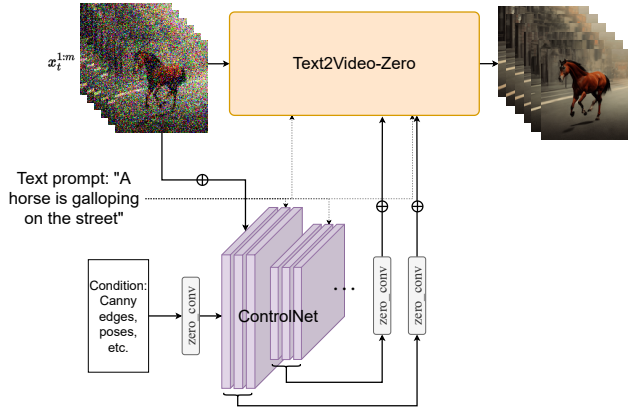 x_t^{1:m}
Text2Video-Zero
Text prompt: "A
horse is galloping
on the street"
Condition:
Canny
edges,
poses,
etc.
zero_conv
ControlNet
...
zero_conv
zero_conv